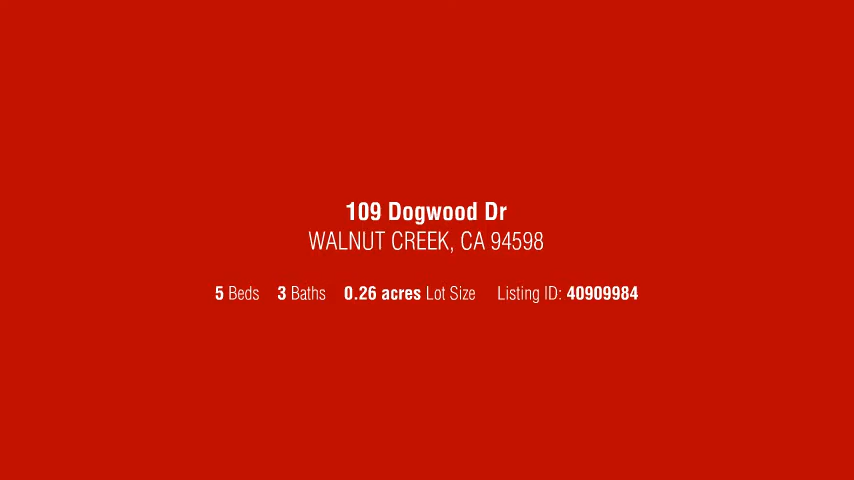 109 Dogwood Dr
WALNUT CREEK, CA 94598
5 Beds 3 Baths 0.26 acres Lot Size Listing ID: 40909984